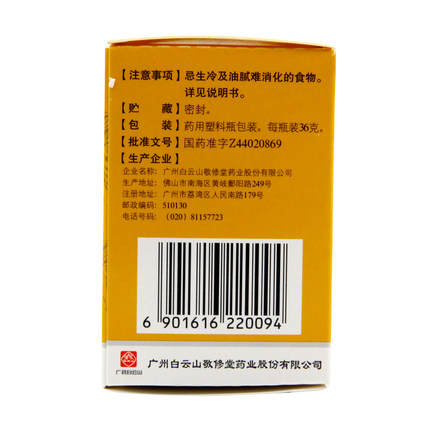 【注意事项】忌生冷及油腻难消化的食物。
详见说明书。
【贮　　藏】密封。
【包　　装】药用塑料瓶包装。每瓶装36克。
【批准文号】国药准字Z44020869
【生产企业】
企业名称：广州白云山敬修堂药业股份有限公司
生产地址：佛山市南海区黄岐鄱阳路249号
注册地址：广州市荔湾区人民南路179号
邮政编码：510130
电话号码：（020）81157723
6 901616 220094
广州白云山敬修堂药业股份有限公司